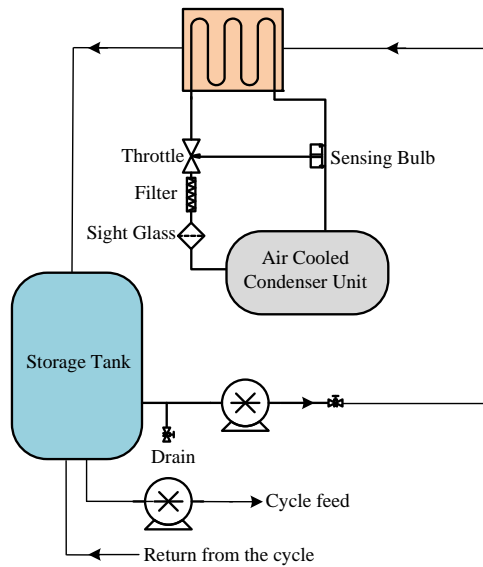 Throttle
Sensing Bulb
Filter
Sight Glass
Air Cooled
Condenser Unit
Storage Tank
Drain
Cycle feed
Return from the cycle